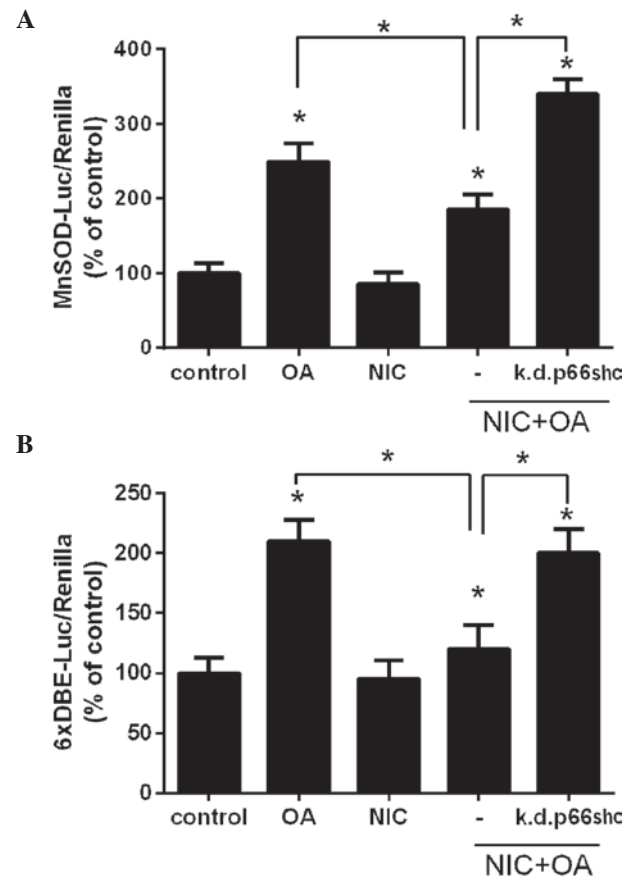 A
* *
* *
*
400
300
200
100
0
MnSOD-Luc/Renilla
(% of control)
control OA NIC - k.d.p66shc
NIC+OA
B
* *
* *
*
250
200
150
100
50
0
6xDBE-Luc/Renilla
(% of control)
control OA NIC - k.d.p66shc
NIC+OA